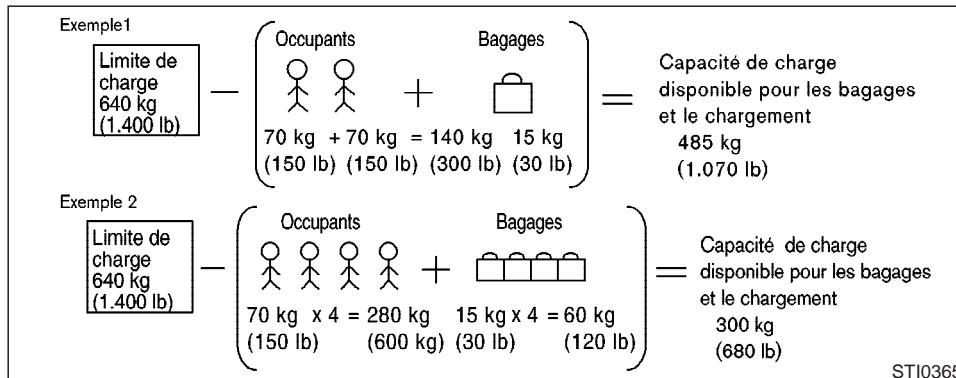 Exemple1
Limite de
charge
640 kg
(1.400 lb)
Occupants
Bagages
70 kg + 70 kg = 140 kg 15 kg
(150 lb) (150 lb) (300 lb) (30 lb)
Capacité de charge
disponible pour les bagages
et le chargement
485 kg
(1.070 lb)
Exemple 2
Limite de
charge
640 kg
(1.400 lb)
Occupants
Bagages
70 kg x 4 = 280 kg 15 kg x 4 = 60 kg
(150 lb) (600 kg) (30 lb) (120 lb)
Capacité de charge
disponible pour les bagages
et le chargement
300 kg
(680 lb)
STI0365